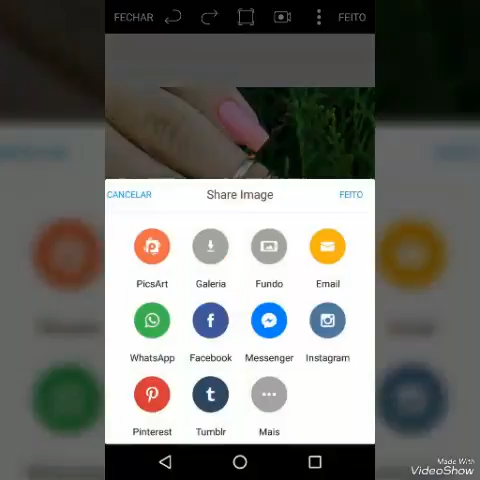 FECHAR FEITO
CANCELAR Share Image FEITO
PicsArt Galeria Fundo Email
WhatsApp Facebook Messenger Instagram
Pinterest Tumblr Mais
Made With
VideoShow